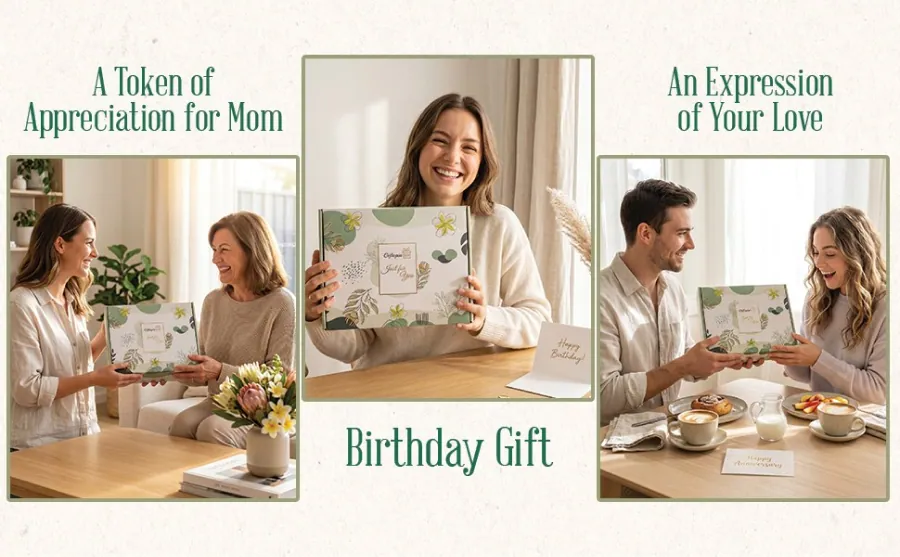 A Token of
Appreciation for Mom
An Expression
of Your Love
Just for
You
Happy
Birthday!
Birthday Gift
Happy
Anniversary